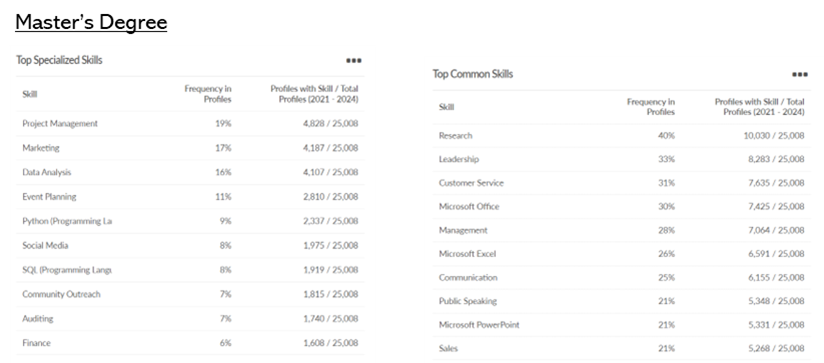 Master's Degree
Top Specialized Skills •••
Skill Frequency in Profiles Profiles with Skill / Total Profiles (2021 - 2024)
Project Management 19% 4,828 / 25,008
Marketing 17% 4,187 / 25,008
Data Analysis 16% 4,107 / 25,008
Event Planning 11% 2,810 / 25,008
Python (Programming La 9% 2,337 / 25,008
Social Media 8% 1,975 / 25,008
SQL (Programming Langu 8% 1,919 / 25,008
Community Outreach 7% 1,815 / 25,008
Auditing 7% 1,740 / 25,008
Finance 6% 1,608 / 25,008
Top Common Skills •••
Skill Frequency in Profiles Profiles with Skill / Total Profiles (2021 - 2024)
Research 40% 10,030 / 25,008
Leadership 33% 8,283 / 25,008
Customer Service 31% 7,635 / 25,008
Microsoft Office 30% 7,425 / 25,008
Management 28% 7,064 / 25,008
Microsoft Excel 26% 6,591 / 25,008
Communication 25% 6,155 / 25,008
Public Speaking 21% 5,348 / 25,008
Microsoft PowerPoint 21% 5,331 / 25,008
Sales 21% 5,268 / 25,008